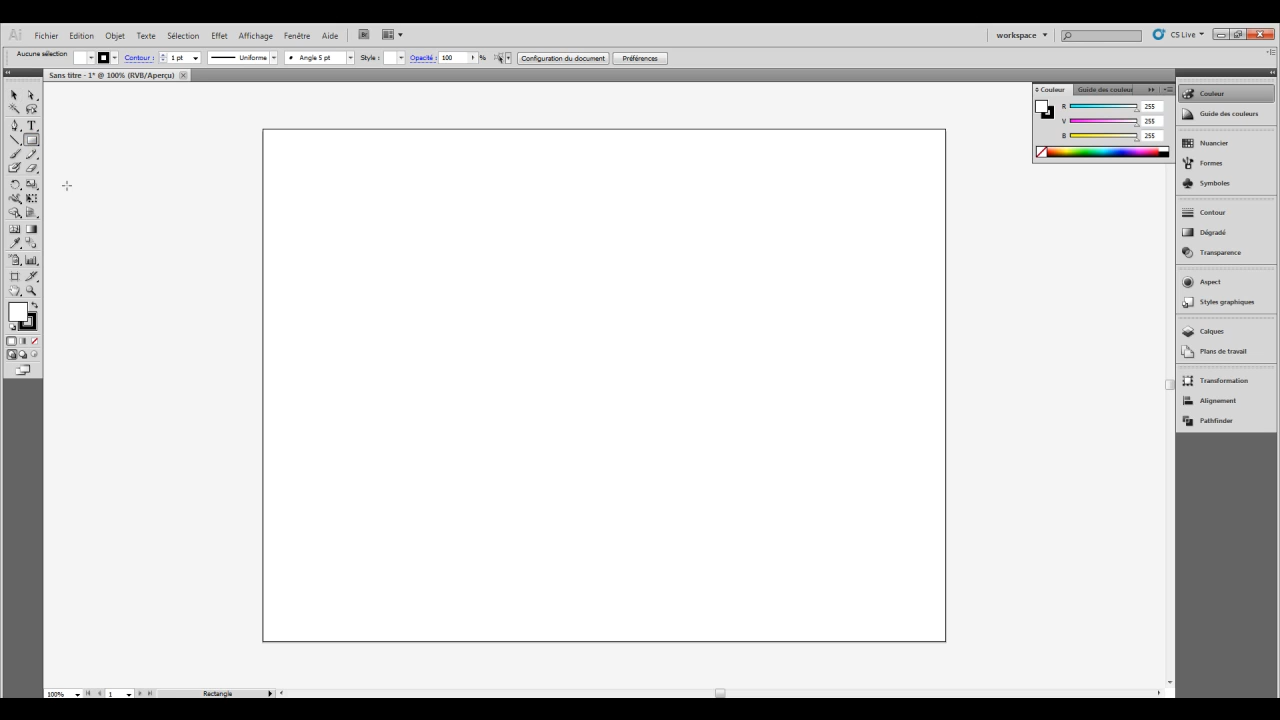 Ai Fichier Edition Objet Texte Sélection Effet Affichage Fenêtre Aide Br workspace CS Live
Aucune sélection Contour : 1 pt Uniforme Angle 5 pt Style : Opacité : 100 % Configuration du document Préférences
Sans titre - 1* @ 100% (RVB/Aperçu)
Couleur Guide des couleur
R 255
V 255
B 255
Couleur
Guide des couleurs
Nuancier
Formes
Symboles
Contour
Dégradé
Transparence
Aspect
Styles graphiques
Calques
Plans de travail
Transformation
Alignement
Pathfinder
T
100% 1 Rectangle